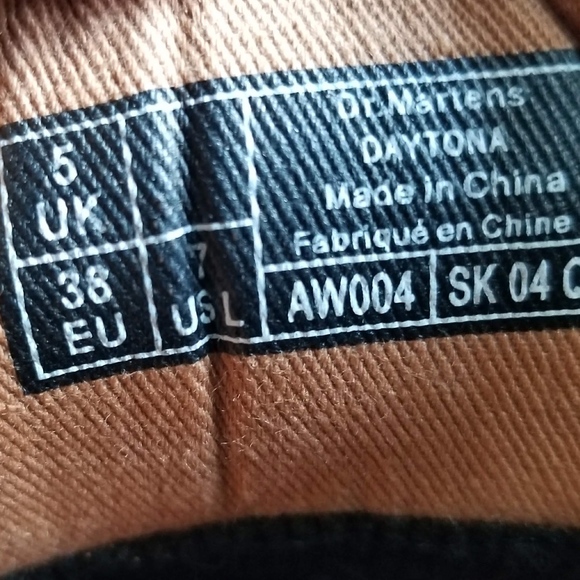 5
UK
38
EU
7
US L
Dr. Martens
DAYTONA
Made in China
Fabriqué en Chine
AW004
SK 04